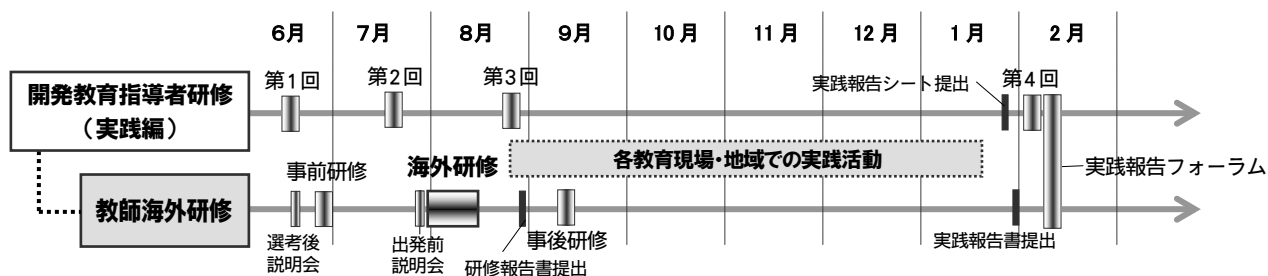 6月 7月 8月 9月 10月 11月 12月 1月 2月
第1回 第2回 第3回 実践報告シート提出 第4回
開発教育指導者研修
（実践編）
各教育現場・地域での実践活動
実践報告フォーラム
事前研修 海外研修
教師海外研修
選考後
説明会
出発前
説明会
研修報告書提出
事後研修
実践報告書提出